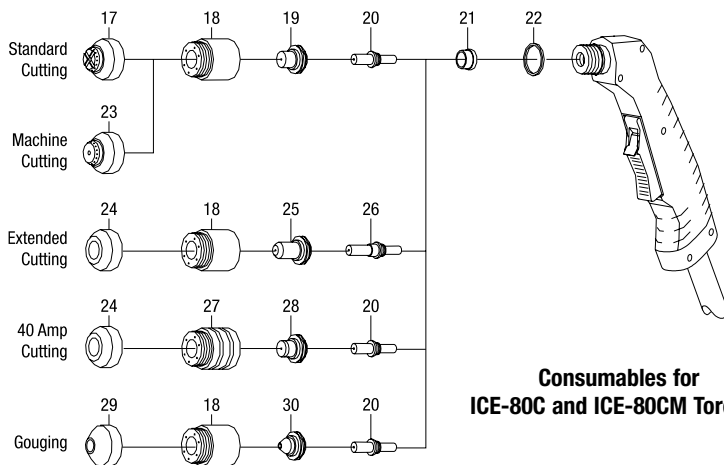 17 18 19 20 21 22
Standard
Cutting
23
Machine
Cutting
24 18 25 26
Extended
Cutting
24 27 28 20
40 Amp
Cutting
29 18 30 20
Gouging
Consumables for
ICE-80C and ICE-80CM